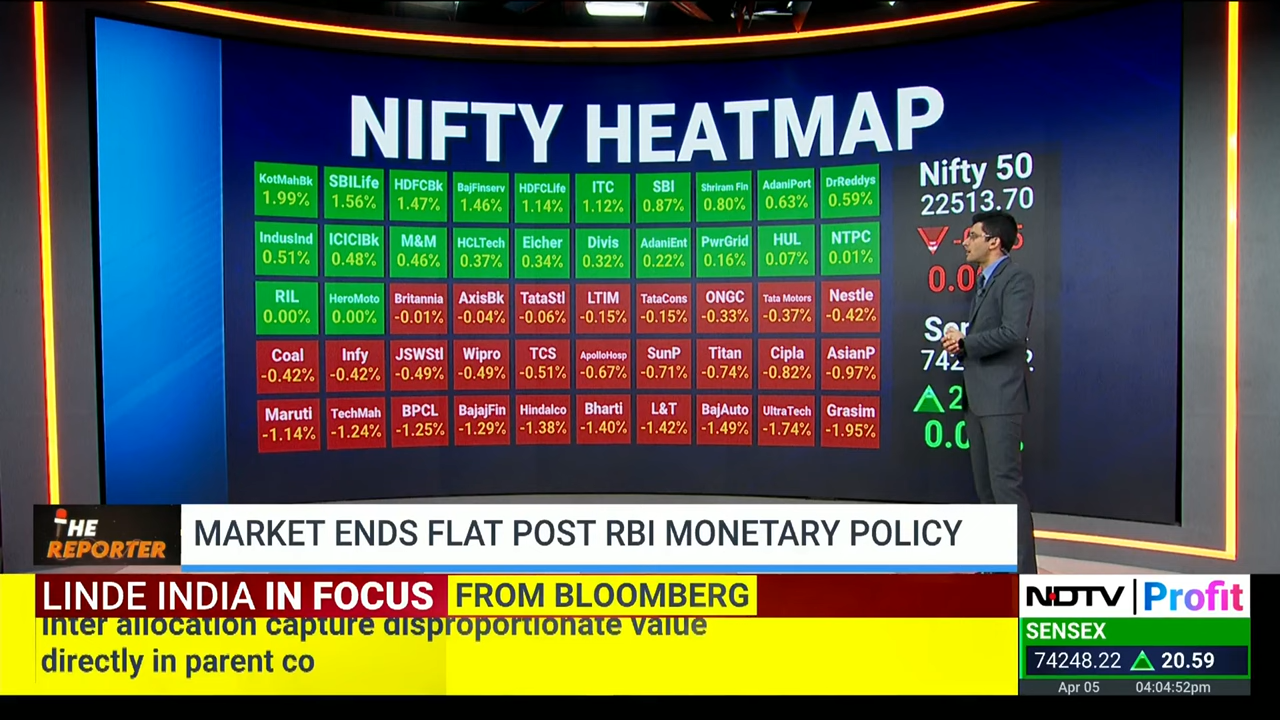 NIFTY HEATMAP
KotMahBk SBILife HDFCBk BajFinserv HDFCLife ITC SBI Shriram Fin AdaniPort DrReddys
1.99% 1.56% 1.47% 1.46% 1.14% 1.12% 0.87% 0.80% 0.63% 0.59%
IndusInd ICICIBk M&M HCLTech Eicher Divis AdaniEnt PwrGrid HUL NTPC
0.51% 0.48% 0.46% 0.37% 0.34% 0.32% 0.22% 0.16% 0.07% 0.01%
RIL HeroMoto Britannia AxisBk TataStl LTIM TataCons ONGC Tata Motors Nestle
0.00% 0.00% -0.01% -0.04% -0.06% -0.15% -0.15% -0.33% -0.37% -0.42%
Coal Infy JSWStl Wipro TCS ApolloHosp SunP Titan Cipla AsianP
-0.42% -0.42% -0.49% -0.49% -0.51% -0.67% -0.71% -0.74% -0.82% -0.97%
Maruti TechMah BPCL BajajFin Hindalco Bharti L&T BajAuto UltraTech Grasim
-1.14% -1.24% -1.25% -1.29% -1.38% -1.40% -1.42% -1.49% -1.74% -1.95%
Nifty 50
22513.70
THE REPORTER
MARKET ENDS FLAT POST RBI MONETARY POLICY
LINDE INDIA IN FOCUS FROM BLOOMBERG
Inter allocation capture disproportionate value
directly in parent co
NDTV Profit
SENSEX
74248.22 20.59
Apr 05 04:04:52pm